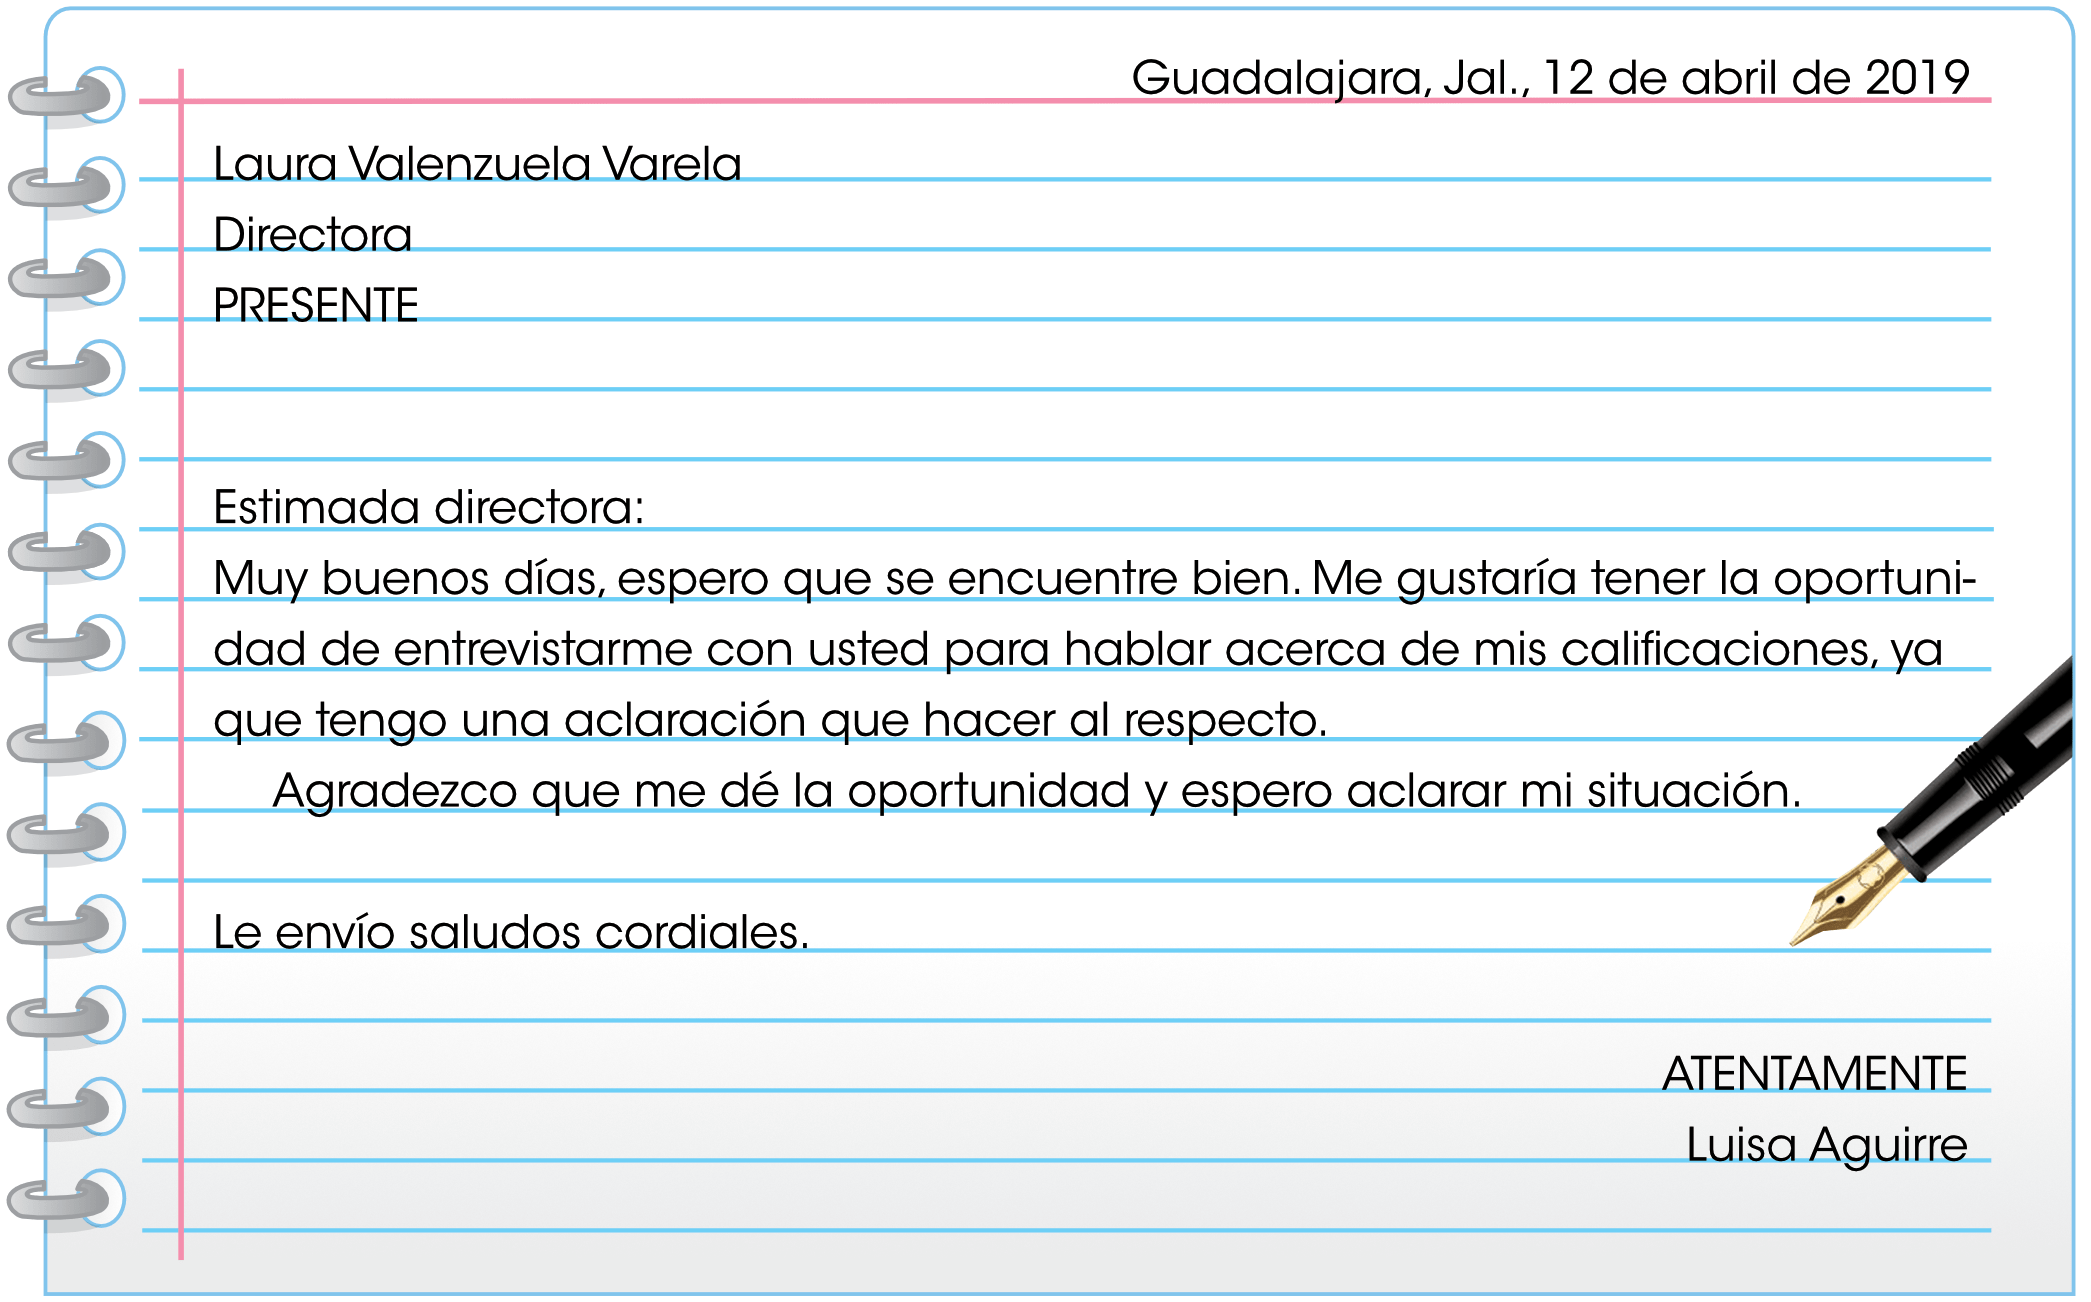 Guadalajara, Jal., 12 de abril de 2019
Laura Valenzuela Varela
Directora
PRESENTE
Estimada directora:
Muy buenos días, espero que se encuentre bien. Me gustaría tener la oportuni-
dad de entrevistarme con usted para hablar acerca de mis calificaciones, ya
que tengo una aclaración que hacer al respecto.
Agradezco que me dé la oportunidad y espero aclarar mi situación.
Le envío saludos cordiales.
ATENTAMENTE
Luisa Aguirre